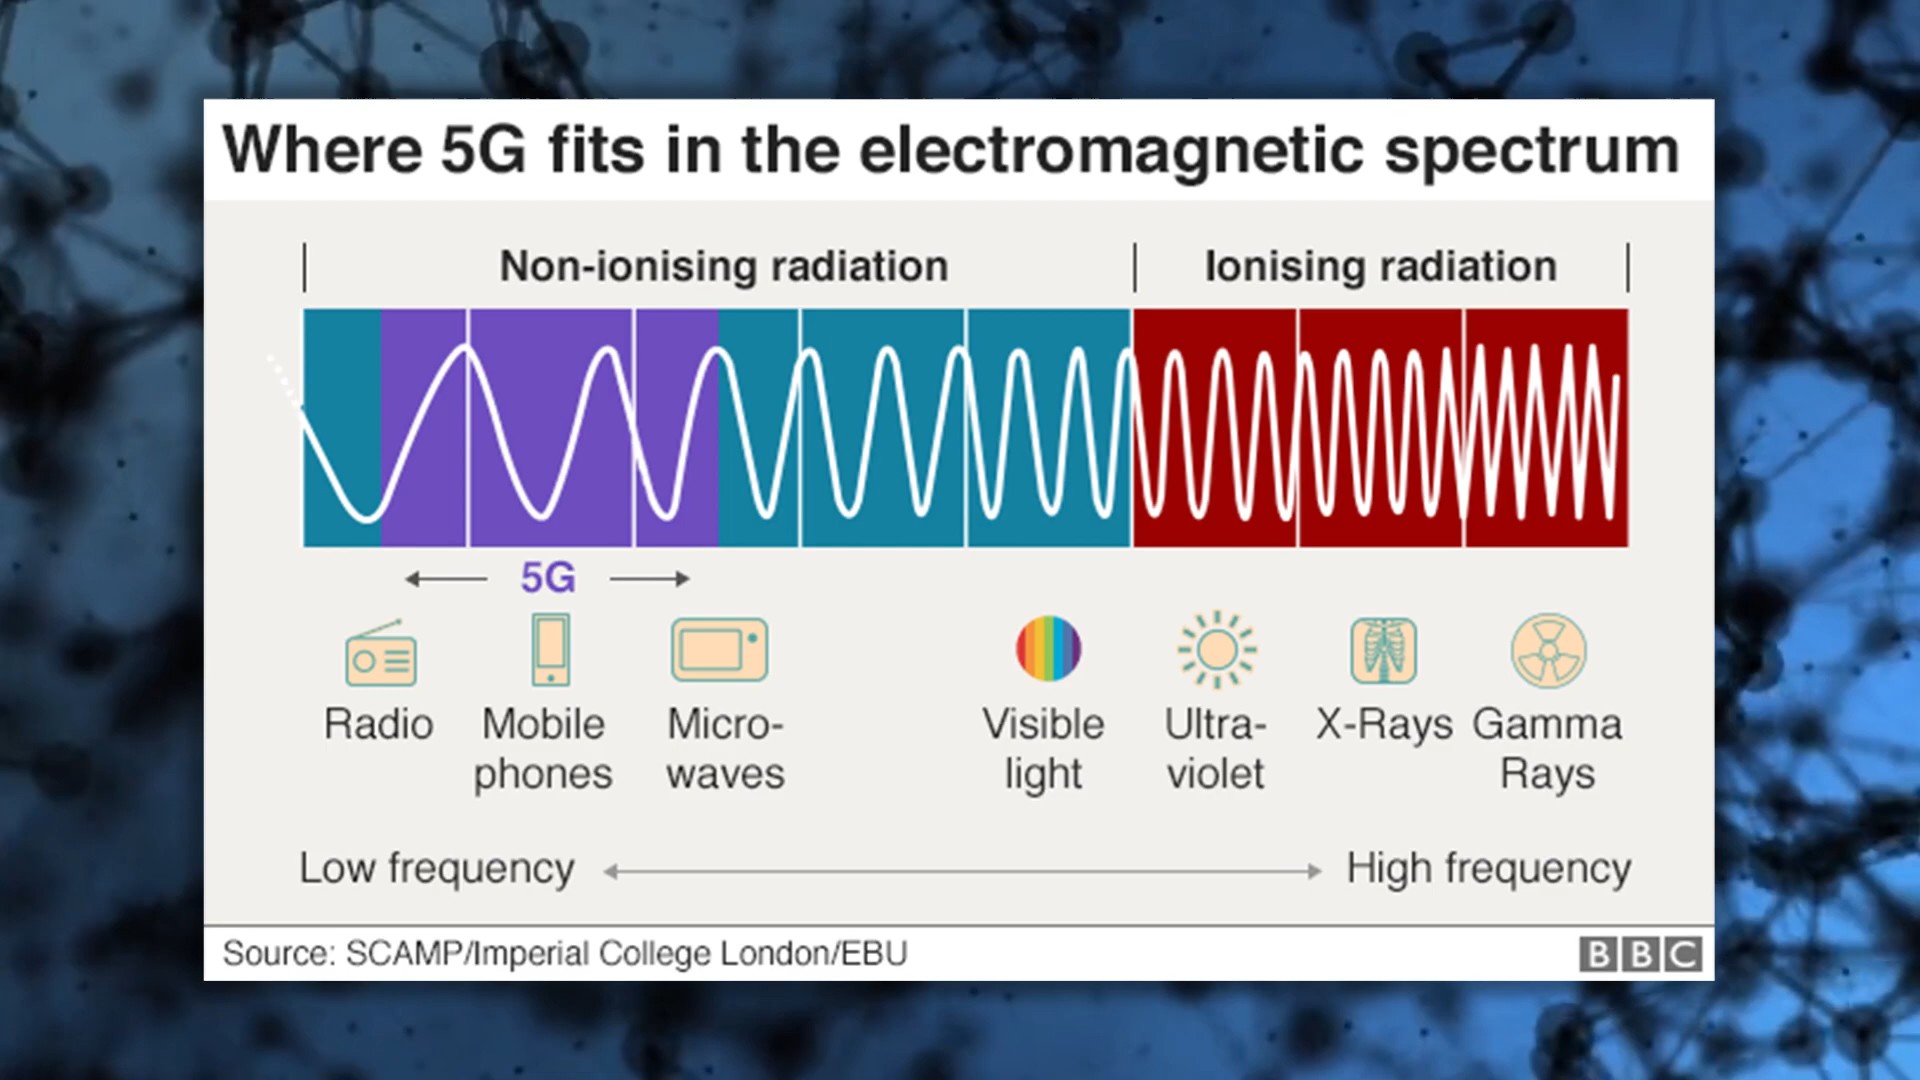 Where 5G fits in the electromagnetic spectrum
Non-ionising radiation
Ionising radiation
5G
Radio
Mobile
phones
Micro-
waves
Visible
light
Ultra-
violet
X-Rays
Gamma
Rays
Low frequency
High frequency
Source: SCAMP/Imperial College London/EBU
BBC